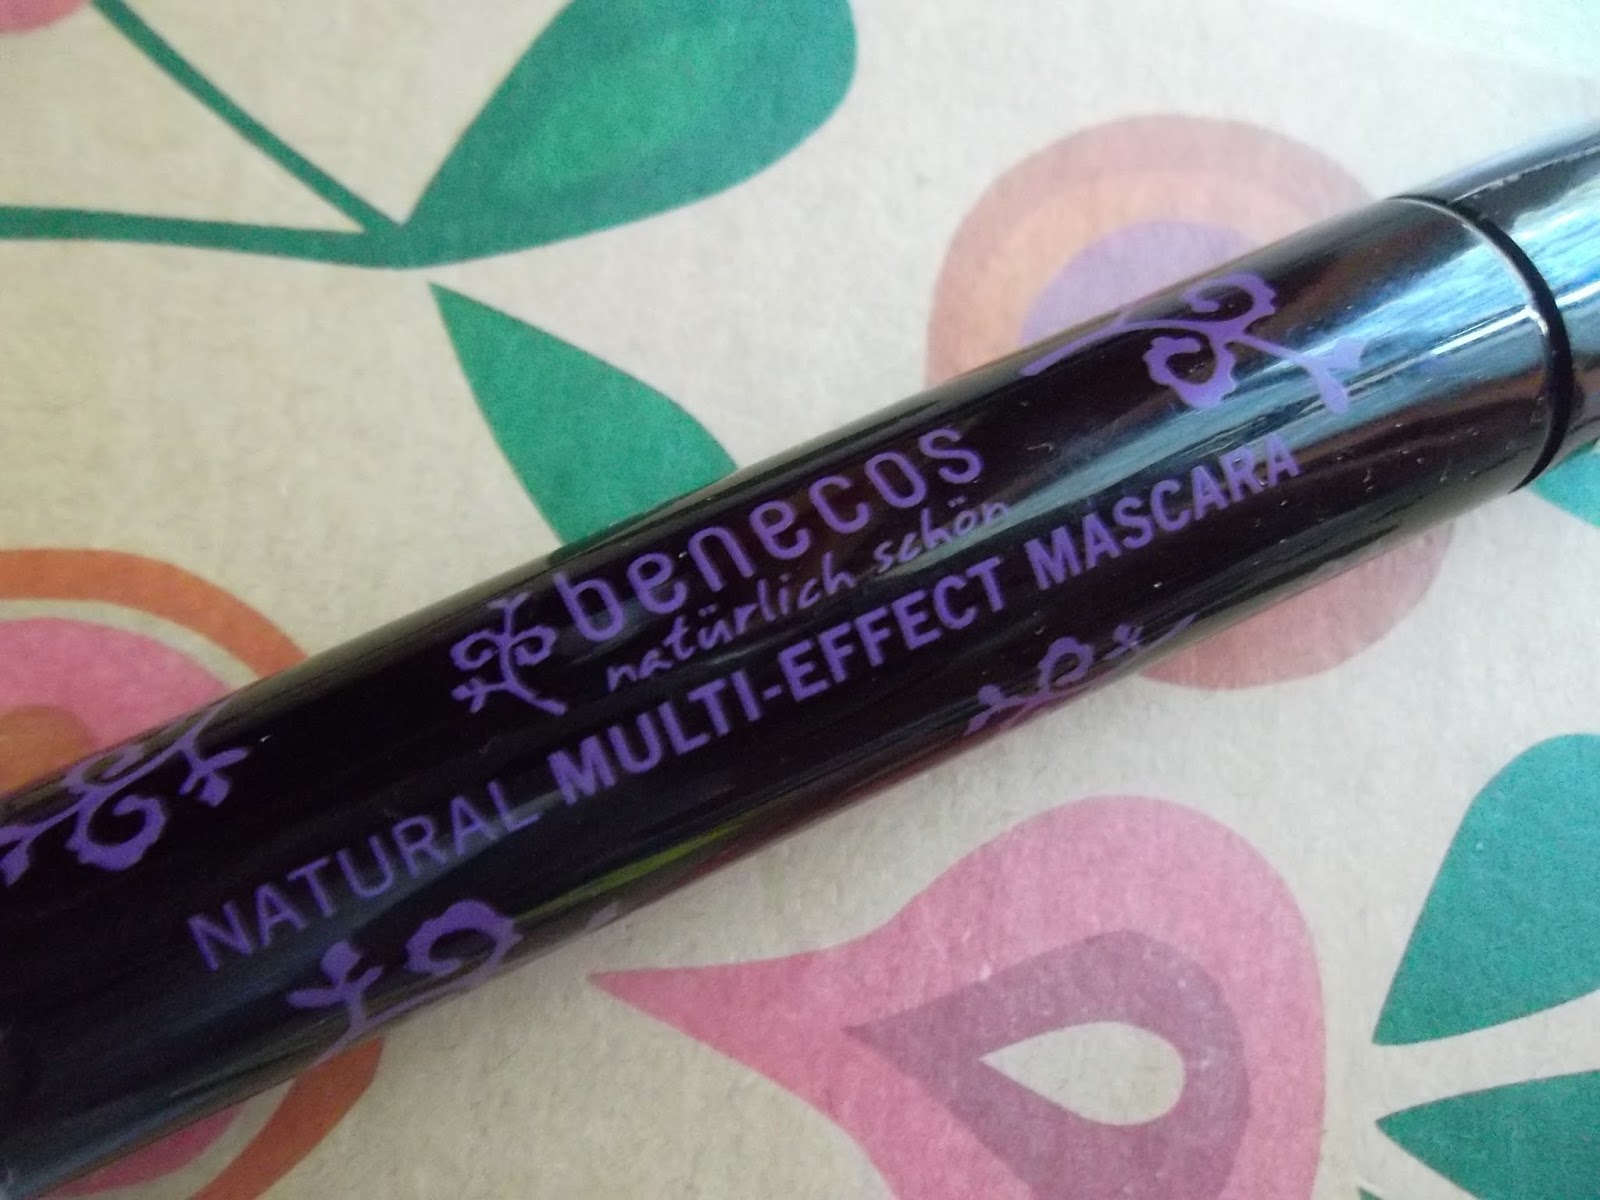 benecos
natürlich schön
NATURAL MULTI-EFFECT MASCARA